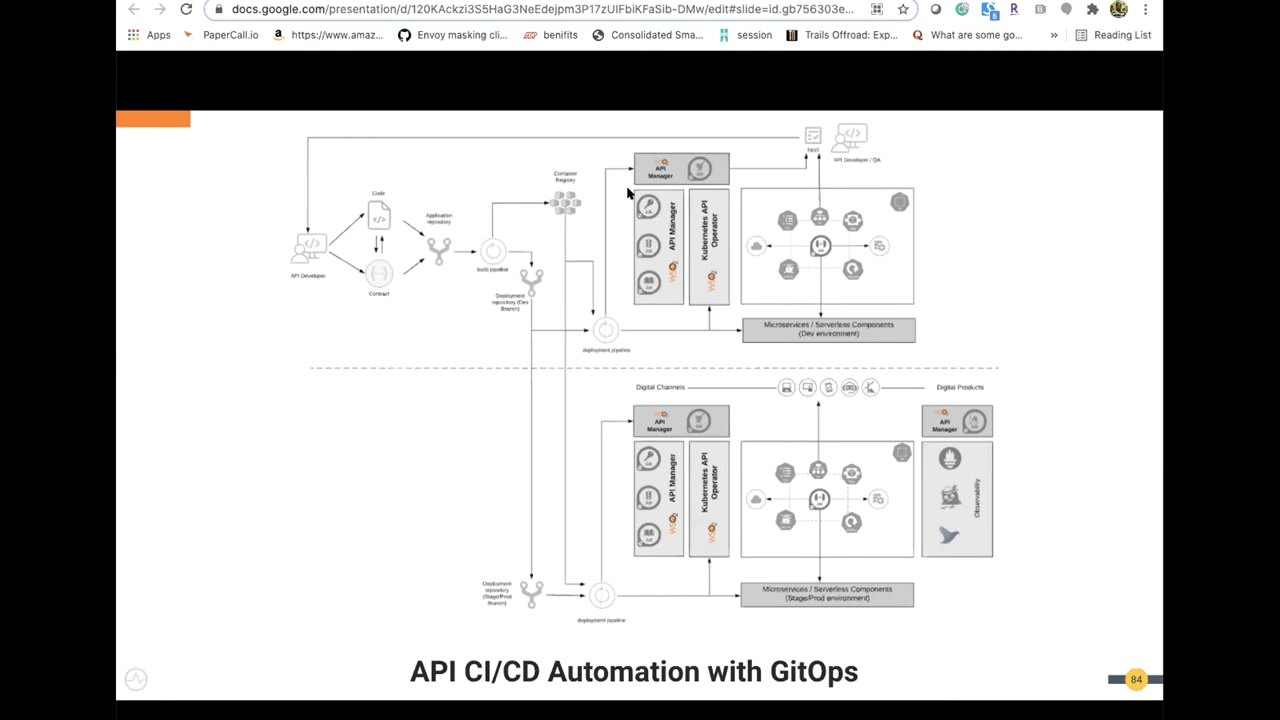 docs.google.com/presentation/d/120KAckzi3S5HaG3NeEdejpm3P17zUIFbiKFaSib-DMw/edit#slide=id.gb756303e...
Apps
PaperCall.io
https://www.amaz...
Envoy masking cli...
benifits
Consolidated Sma...
session
Trails Offroad: Exp...
What are some go...
»
Reading List
test
API Developer / QA
API
Manager
Container
Registry
Code
Application
repository
API Manager
Kubernetes API
Operator
API Developer
build pipeline
Contract
Deployment
repository (Dev
Branch)
Microservices / Serverless Components
(Dev environment)
deployment pipeline
Digital Channels
Digital Products
API
Manager
API
Manager
API Manager
Kubernetes API
Operator
Observability
Deployment
repository
(Stage/Prod
Branch)
Microservices / Serverless Components
(Stage/Prod environment)
deployment pipeline
API CI/CD Automation with GitOps
84